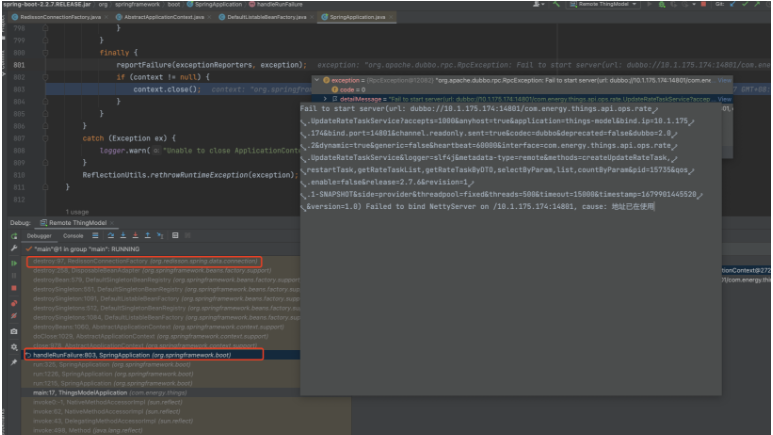 spring-boot-2.2.7.RELEASE.jar org springframework boot SpringApplication handleRunFailure
Remote ThingModel
Git:
RedissonConnectionFactory.java AbstractApplicationContext.java DefaultListableBeanFactory.java SpringApplication.java
798 }
799 }
800 finally {
801 reportFailure(exceptionReporters, exception); exception: "org.apache.dubbo.rpc.RpcException: Fail to start server(url: dubbo://10.1.175.174:14801/com.en
802 if (context != null) {
803 context.close(); context: "org.springfram
804 }
805 }
806 }
807 catch (Exception ex) {
808 logger.warn("Unable to close ApplicationCont
809 }
810 ReflectionUtils.rethrowRuntimeException(exception);
811 }
812
1 usage
exception = "org.apache.dubbo.rpc.RpcException: Fail to start server(url: dubbo://10.1.175.174:14801/com.en... View
code = 0
detailMessage = "Fail to start server(url: dubbo://10.1.175.174:14801/com.energy.things.api.ops.rate.UpdateRateTaskService?accep... View
Fail to start server(url: dubbo://10.1.175.174:14801/com.energy.things.api.ops.rate
.UpdateRateTaskService?accepts=1000&anyhost=true&application=things-model&bind.ip=10.1.175
.174&bind.port=14801&channel.readonly.sent=true&codec=dubbo&deprecated=false&dubbo=2.0
.2&dynamic=true&generic=false&heartbeat=60000&interface=com.energy.things.api.ops.rate
.UpdateRateTaskService&logger=slf4j&metadata-type=remote&methods=createUpdateRateTask,
restartTask,getRateTaskList,getRateTaskByDTO,selectByParam,list,countByParam&pid=15735&qos
.enable=false&release=2.7.6&revision=1
.1-SNAPSHOT&side=provider&threadpool=fixed&threads=500&timeout=15000&timestamp=1679901445520
&version=1.0) Failed to bind NettyServer on /10.1.175.174:14801, cause: 地址已在使用
Debug: Remote ThingModel
Debugger Console
"main"@1 in group "main": RUNNING
destroy:97, RedissonConnectionFactory (org.redisson.spring.data.connection)
destroy:258, DisposableBeanAdapter (org.springframework.beans.factory.support)
destroyBean:579, DefaultSingletonBeanRegistry (org.springframework.beans.factory.support)
destroySingleton:551, DefaultSingletonBeanRegistry (org.springframework.beans.factory.support)
destroySingleton:1091, DefaultListableBeanFactory (org.springframework.beans.factory.support)
destroySingletons:512, DefaultSingletonBeanRegistry (org.springframework.beans.factory.support)
destroySingletons:1084, DefaultListableBeanFactory (org.springframework.beans.factory.support)
destroyBeans:1060, AbstractApplicationContext (org.springframework.context.support)
doClose:1029, AbstractApplicationContext (org.springframework.context.support)
close:978, AbstractApplicationContext (org.springframework.context.support)
handleRunFailure:803, SpringApplication (org.springframework.boot)
run:325, SpringApplication (org.springframework.boot)
run:1226, SpringApplication (org.springframework.boot)
run:1215, SpringApplication (org.springframework.boot)
main:17, ThingsModelApplication (com.energy.things)
invoke0:-1, NativeMethodAccessorImpl (sun.reflect)
invoke:62, NativeMethodAccessorImpl (sun.reflect)
invoke:43, DelegatingMethodAccessorImpl (sun.reflect)
invoke:498, Method (java.lang.reflect)